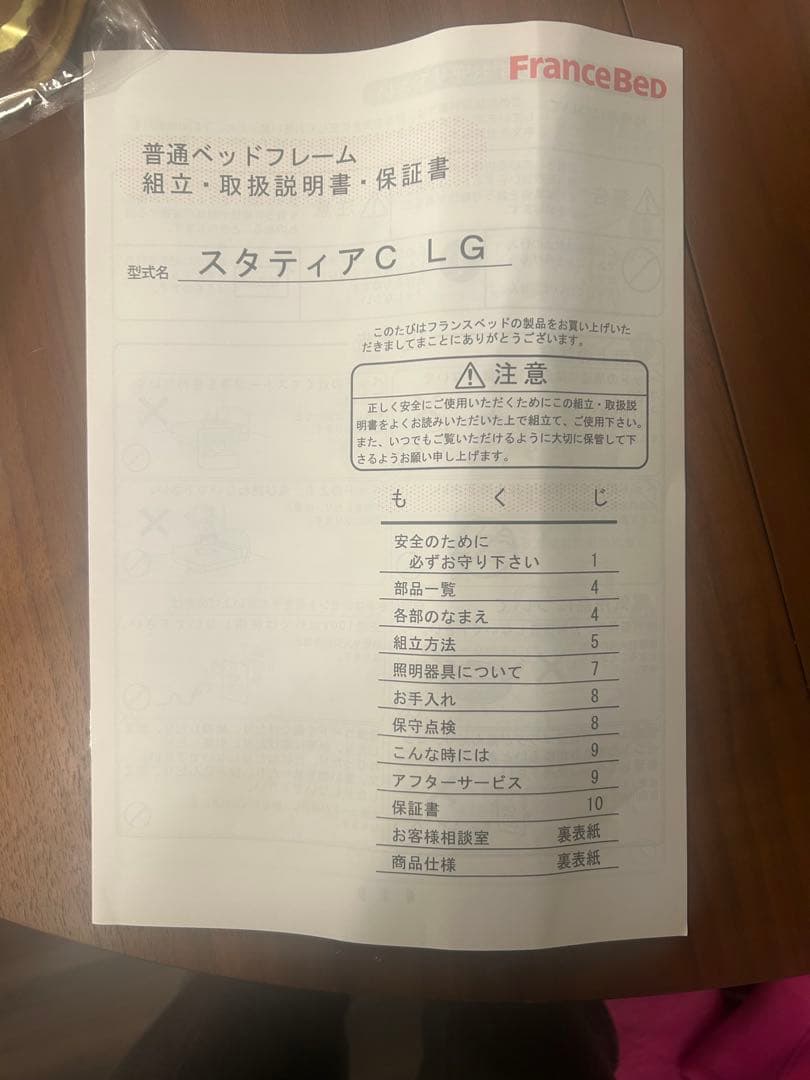 FRANCEBED
普通ベッドフレーム
組立・取扱説明書・保証書
型式名 スタティアC LG
このたびはフランスベッドの製品をお買い上げいた
だきましてまことにありがとうございます。
注意
正しく安全にご使用いただくためにこの組立・取扱説
明書をよくお読みいただいた上で組立て、ご使用下さい。
また、いつでもご覧いただけるように大切に保管して下
さるようお願い申し上げます。
もくじ
安全のために
必ずお守り下さい 1
部品一覧 4
各部のなまえ 4
組立方法 5
照明器具について 7
お手入れ 8
保守点検 8
こんな時には 9
アフターサービス 9
保証書 10
お客様相談室 裏表紙
商品仕様 裏表紙